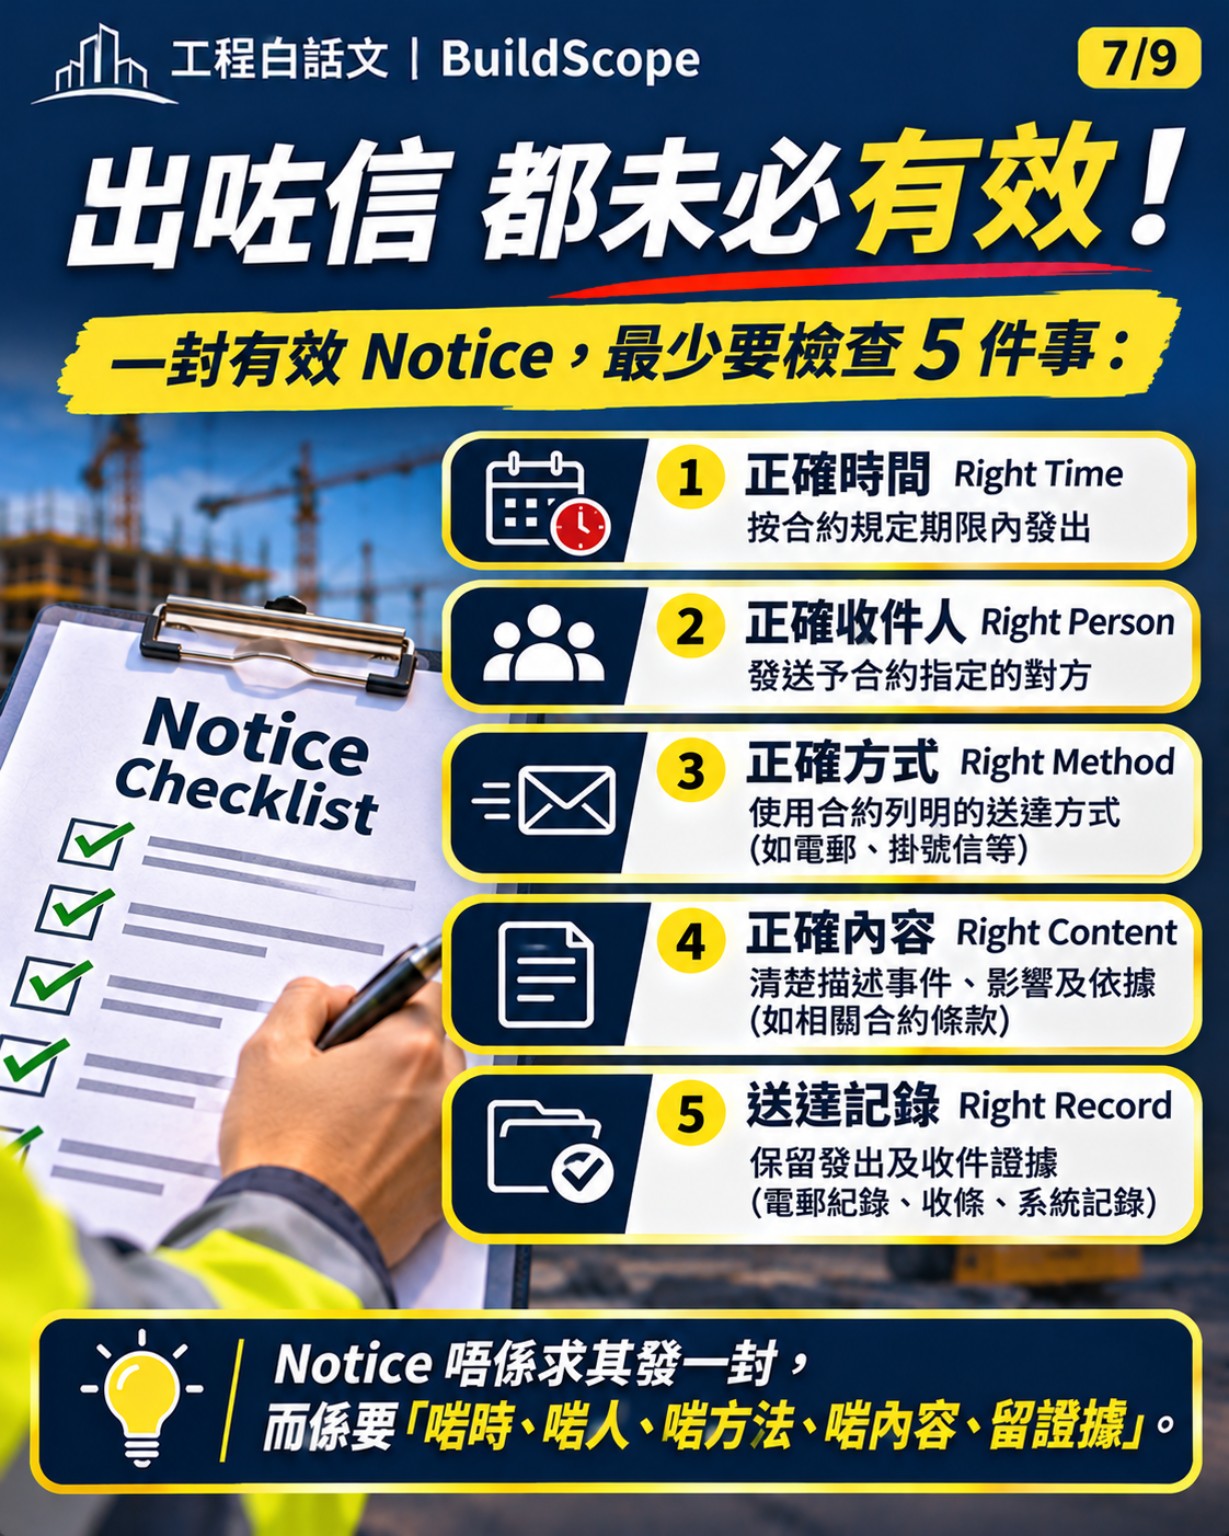 工程白話文 | BuildScope
7/9
出咗信 都未必有效！
一封有效 Notice，最少要檢查 5 件事：
1 正確時間 Right Time
按合約規定期限內發出
2 正確收件人 Right Person
發送予合約指定的對方
3 正確方式 Right Method
使用合約列明的送達方式
(如電郵、掛號信等)
4 正確內容 Right Content
清楚描述事件、影響及依據
(如相關合約條款)
5 送達記錄 Right Record
保留發出及收件證據
(電郵紀錄、收條、系統記錄)
Notice
Checklist
Notice 唔係求其發一封，
而係要「啱時、啱人、啱方法、啱內容、留證據」。